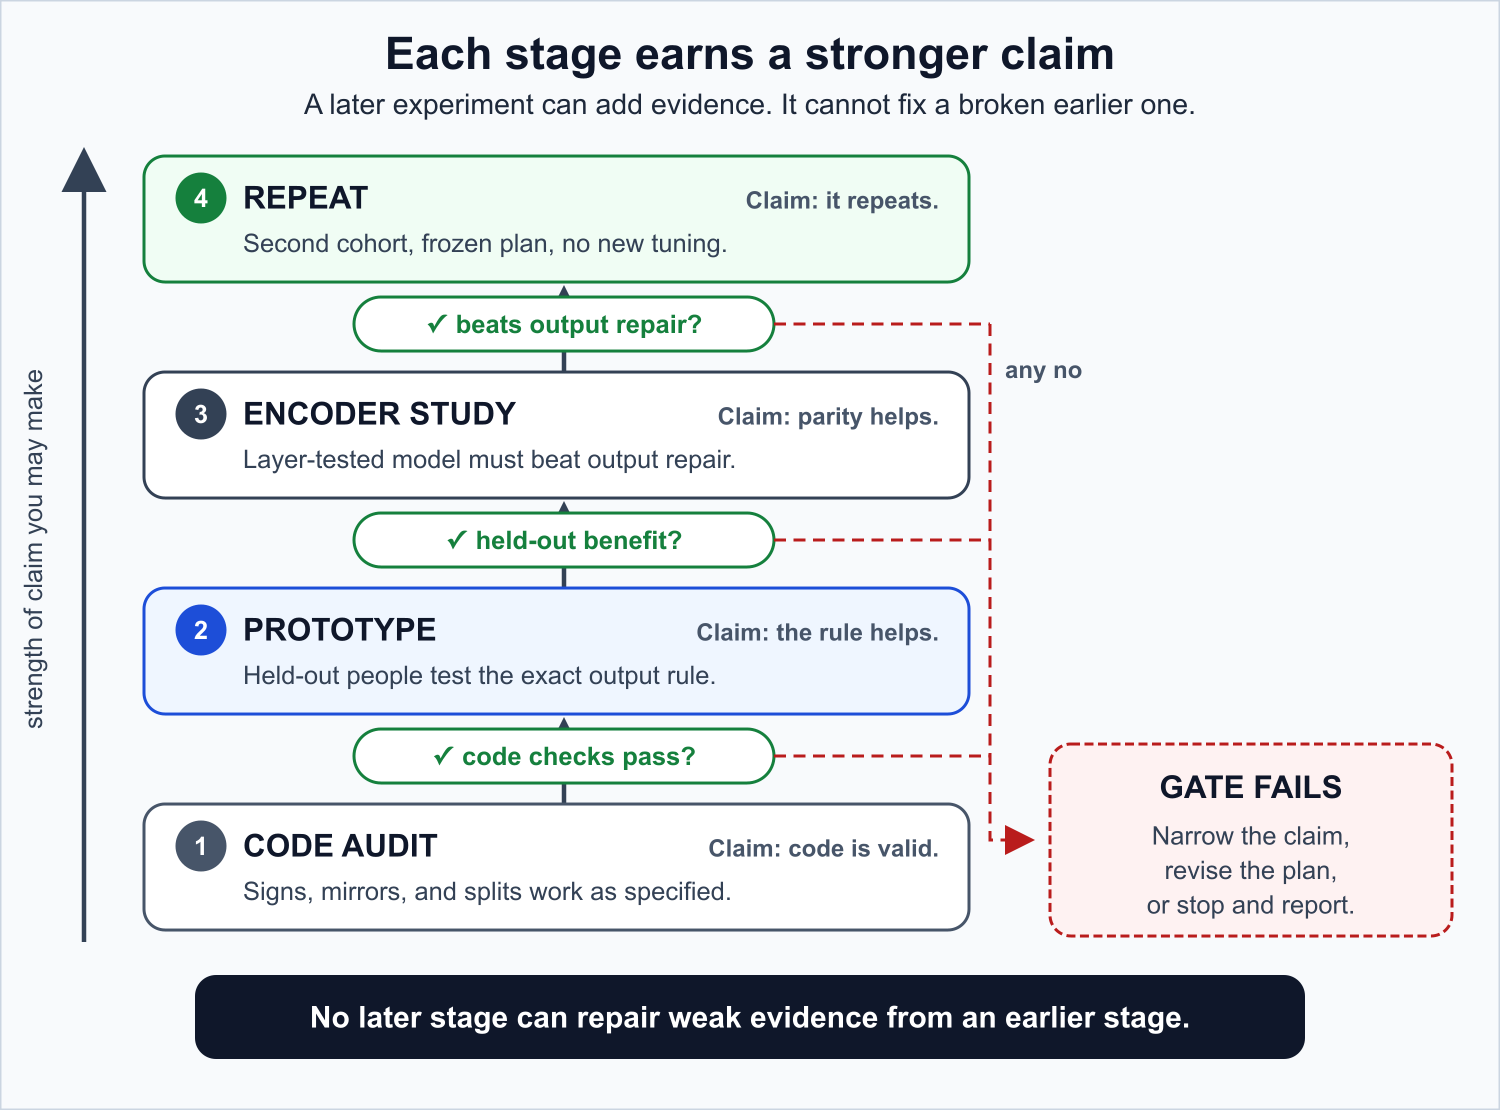 Each stage earns a stronger claim
A later experiment can add evidence. It cannot fix a broken earlier one.
strength of claim you may make
4 REPEAT Claim: it repeats.
Second cohort, frozen plan, no new tuning.
✓ beats output repair?
any no
3 ENCODER STUDY Claim: parity helps.
Layer-tested model must beat output repair.
✓ held-out benefit?
2 PROTOTYPE Claim: the rule helps.
Held-out people test the exact output rule.
✓ code checks pass?
1 CODE AUDIT Claim: code is valid.
Signs, mirrors, and splits work as specified.
GATE FAILS
Narrow the claim,
revise the plan,
or stop and report.
No later stage can repair weak evidence from an earlier stage.